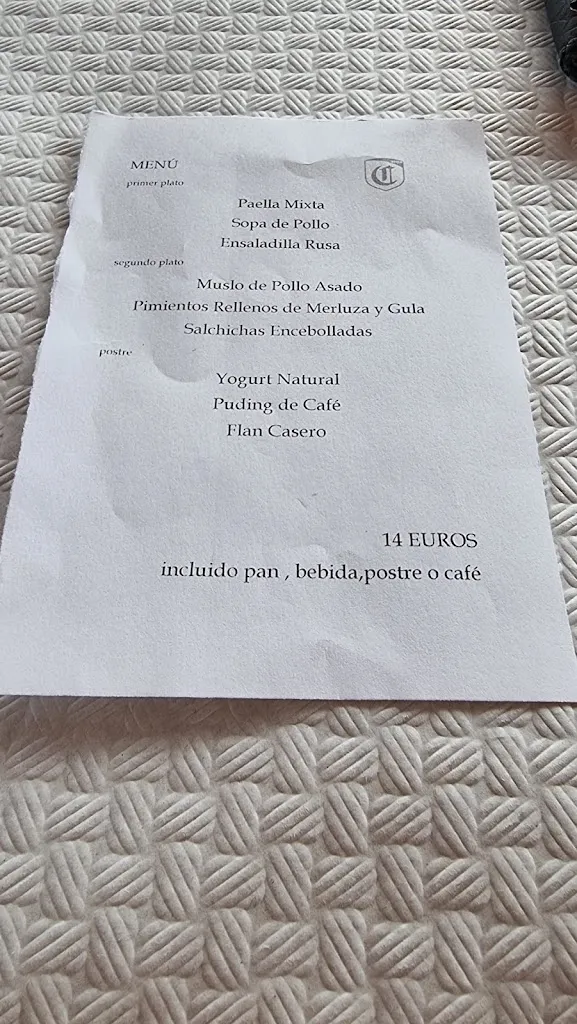 MENÚ
C
primer plato
Paella Mixta
Sopa de Pollo
Ensaladilla Rusa
segundo plato
Muslo de Pollo Asado
Pimientos Rellenos de Merluza y Gula
Salchichas Encebolladas
postre
Yogurt Natural
Puding de Café
Flan Casero
14 EUROS
incluido pan , bebida,postre o café